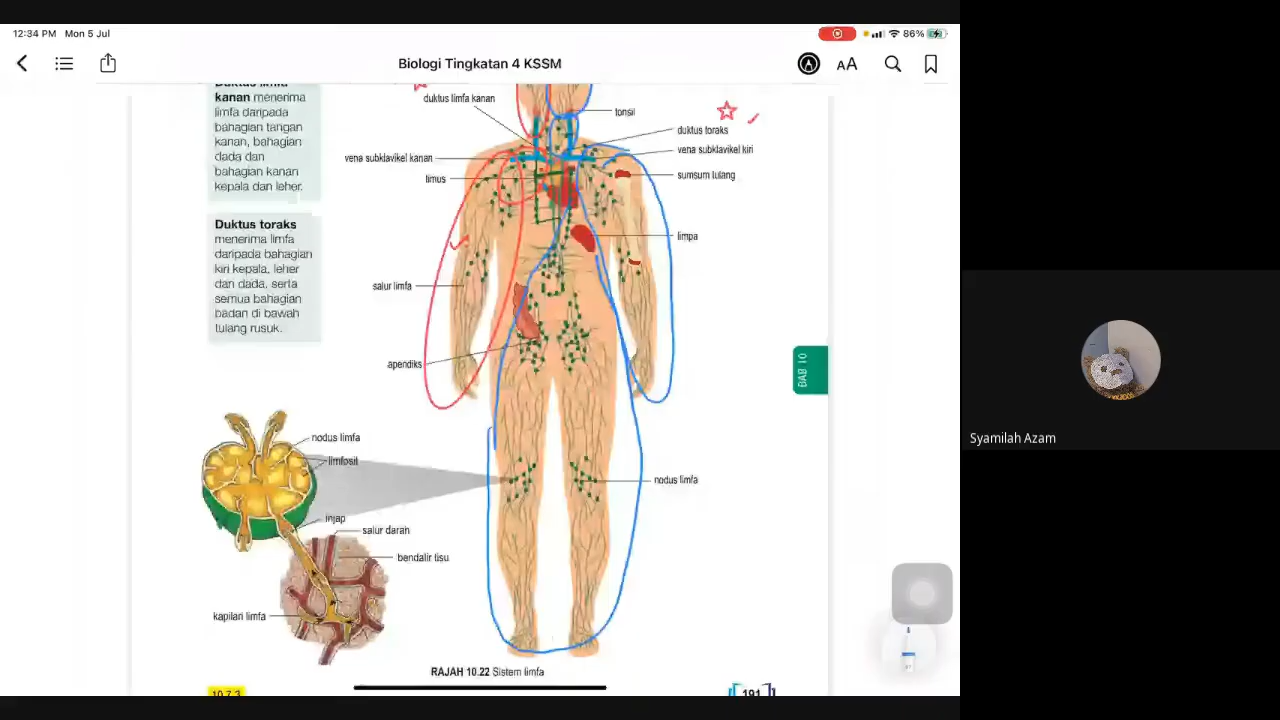 12:34 PM Mon 5 Jul
86%
Biologi Tingkatan 4 KSSM
AA
Duktus limfa
kanan menerima
limfa daripada
bahagian tangan
kanan, bahagian
dada dan
bahagian kanan
kepala dan leher.
Duktus toraks
menerima limfa
daripada bahagian
kiri kepala, leher
dan dada, serta
semua bahagian
badan di bawah
tulang rusuk.
duktus limfa kanan
vena subklavikel kanan
timus
salur limfa
apendiks
tonsil
duktus toraks
vena subklavikel kiri
sumsum tulang
limpa
nodus limfa
nodus limfa
limfosit
injap
salur darah
bendalir tisu
kapilari limfa
BAB 10
RAJAH 10.22 Sistem limfa
10.7.3
191
Syamilah Azam